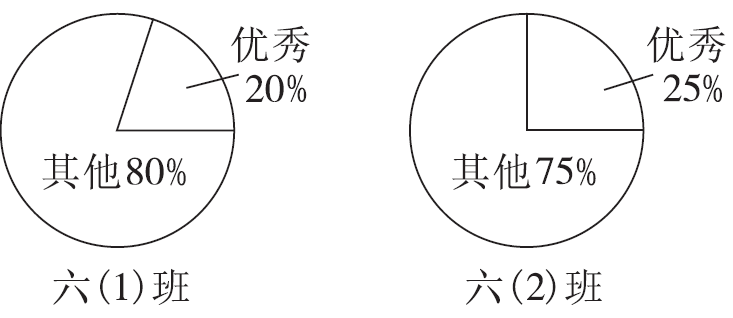 优秀
20%
其他80%
六(1)班
优秀
25%
其他75%
六(2)班